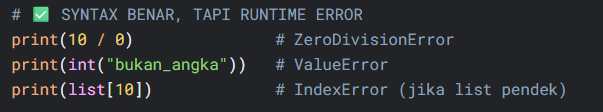 # ✅ SYNTAX BENAR, TAPI RUNTIME ERROR
print(10 / 0) # ZeroDivisionError
print(int("bukan_angka")) # ValueError
print(list[10]) # IndexError (jika list pendek)